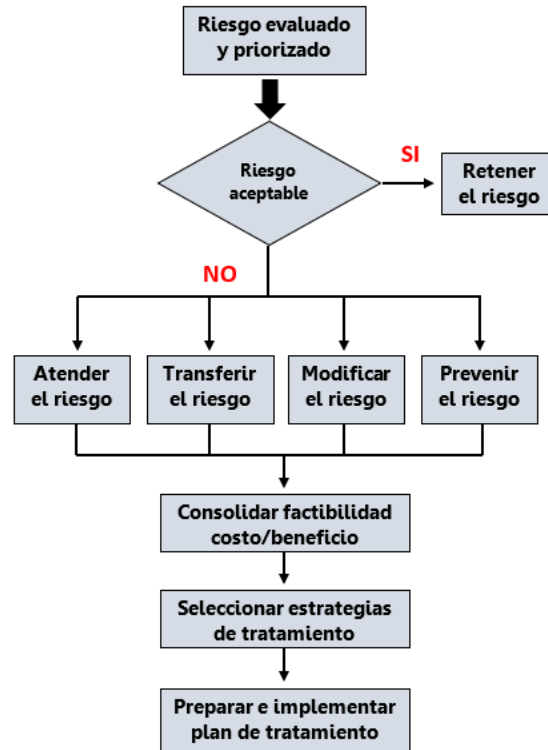 Riesgo evaluado
y priorizado
Riesgo
aceptable
SI
Retener
el riesgo
NO
Atender
el riesgo
Transferir
el riesgo
Modificar
el riesgo
Prevenir
el riesgo
Consolidar factibilidad
costo/beneficio
Seleccionar estrategias
de tratamiento
Preparar e implementar
plan de tratamiento